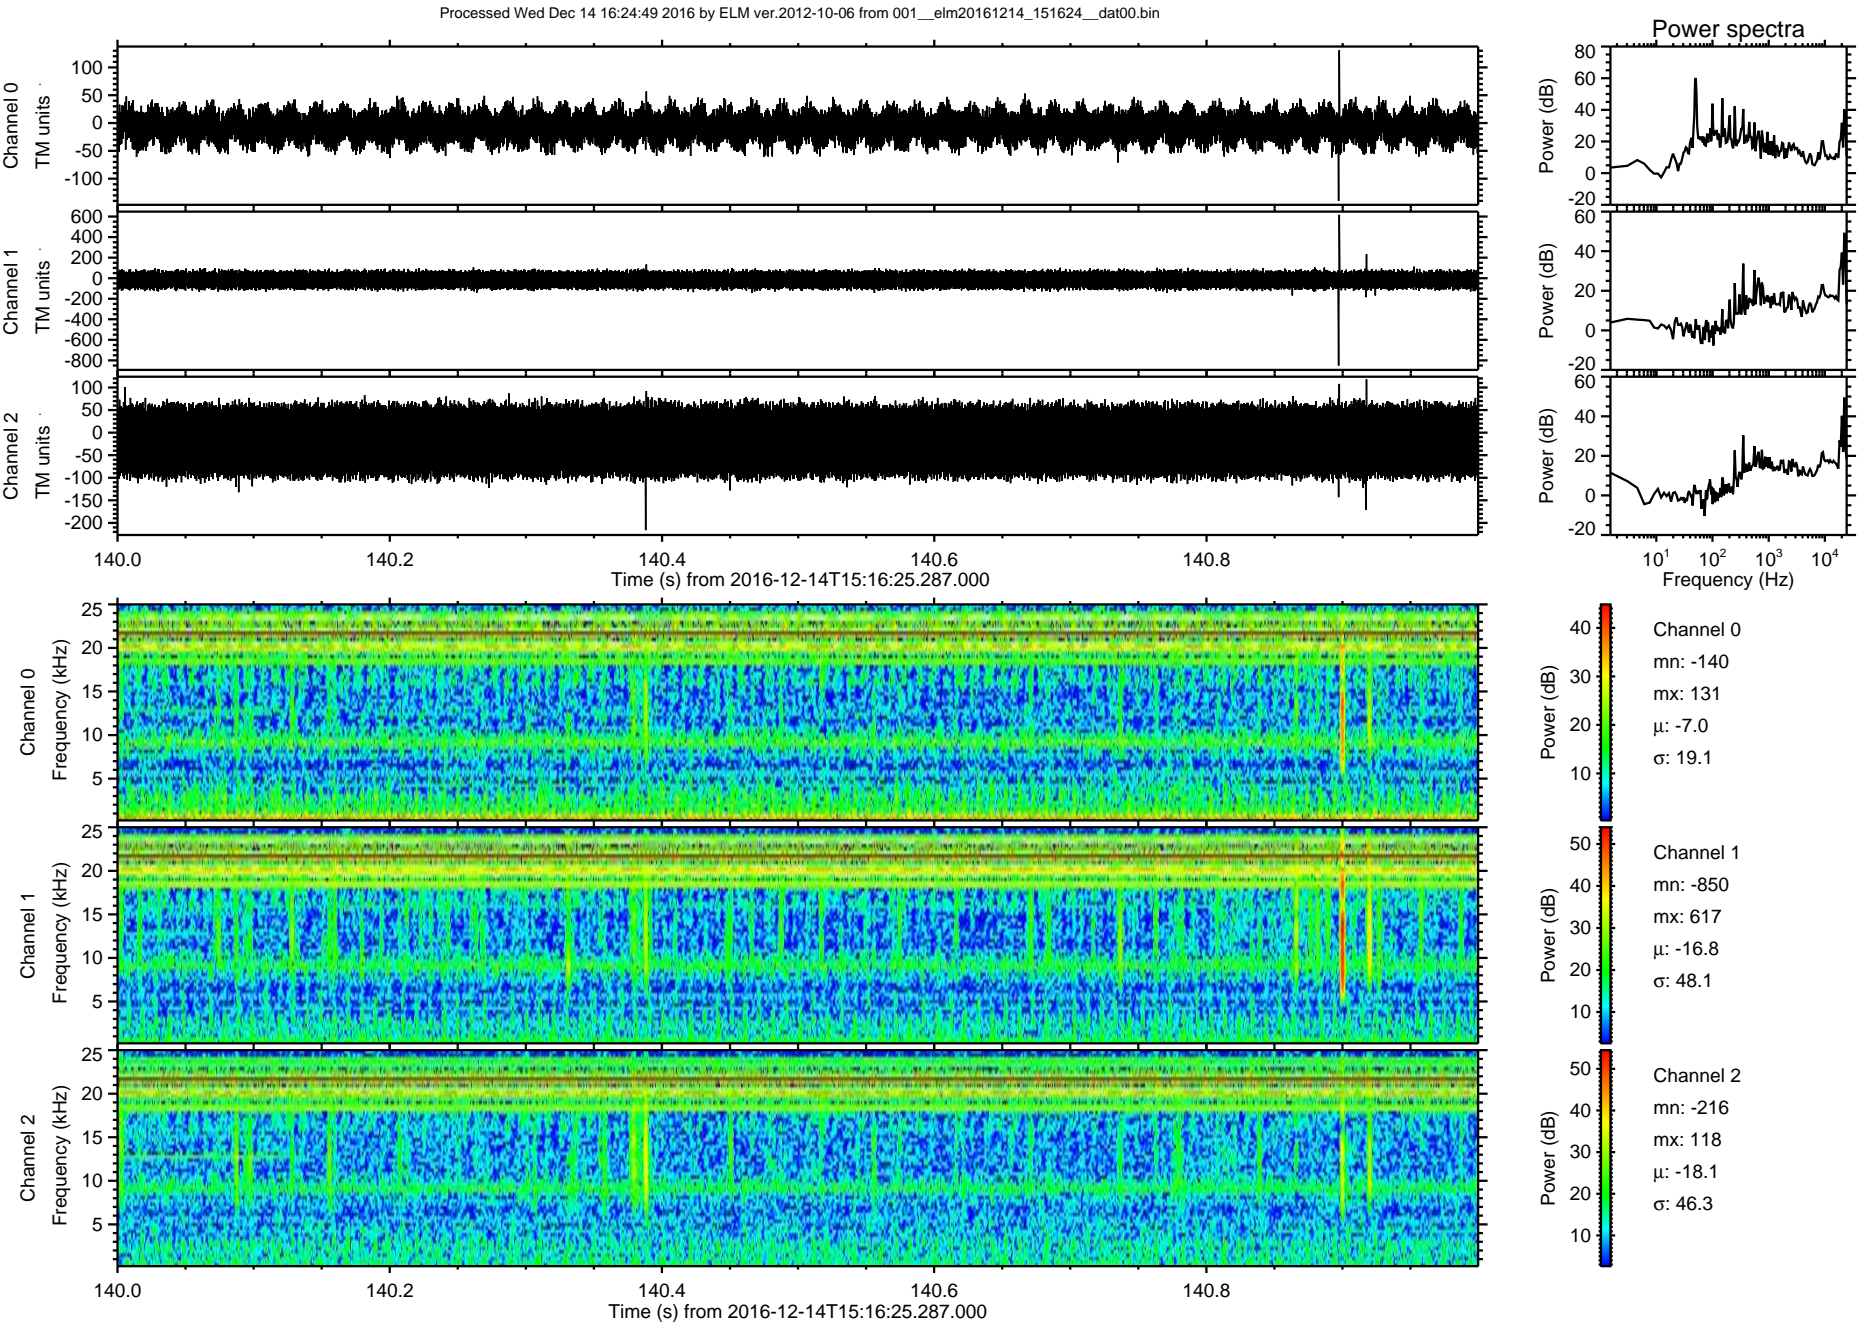 Processed Wed Dec 14 16:24:49 2016 by ELM ver.2012-10-06 from 001__elm20161214_151624__dat00.bin
Power spectra
Channel 0
TM units
100
50
0
-50
-100
Power (dB)
80
60
40
20
0
-20
Channel 1
TM units
600
400
200
0
-200
-400
-600
-800
Power (dB)
60
40
20
0
-20
Channel 2
TM units
100
50
0
-50
-100
-150
-200
Power (dB)
60
40
20
0
-20
140.0 140.2 140.4 140.6 140.8
Time (s) from 2016-12-14T15:16:25.287.000
10¹ 10² 10³ 10⁴
Frequency (Hz)
Channel 0
Frequency (kHz)
25
20
15
10
5
Power (dB)
40
30
20
10
Channel 0
mn: -140
mx: 131
µ: -7.0
σ: 19.1
Channel 1
Frequency (kHz)
25
20
15
10
5
Power (dB)
50
40
30
20
10
Channel 1
mn: -850
mx: 617
µ: -16.8
σ: 48.1
Channel 2
Frequency (kHz)
25
20
15
10
5
Power (dB)
50
40
30
20
10
Channel 2
mn: -216
mx: 118
µ: -18.1
σ: 46.3
140.0 140.2 140.4 140.6 140.8
Time (s) from 2016-12-14T15:16:25.287.000